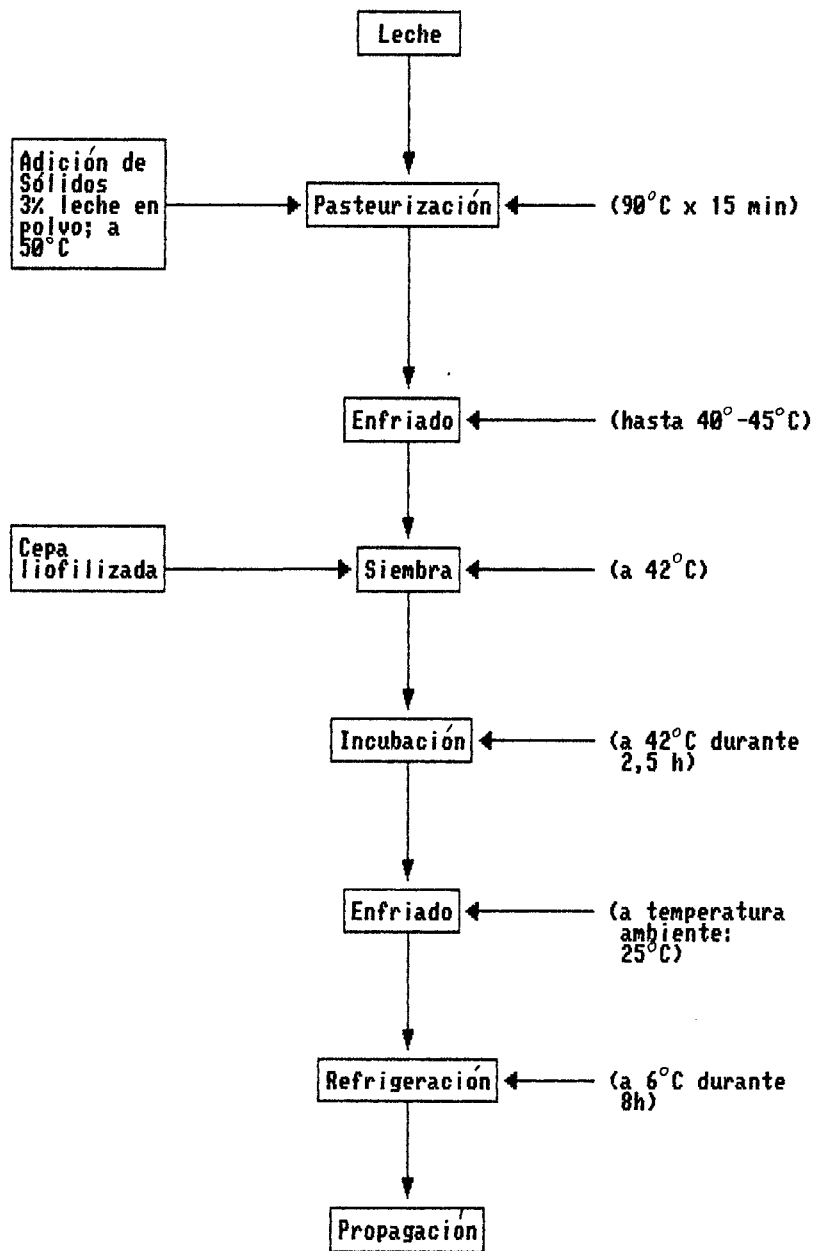 Leche
Adición de
Sólidos
3% leche en
polvo; a
50°C
Pasteurización
(90°C x 15 min)
Enfriado
(hasta 40°-45°C)
Cepa
liofilizada
Siembra
(a 42°C)
Incubación
(a 42°C durante
2,5 h)
Enfriado
(a temperatura
ambiente:
25°C)
Refrigeración
(a 6°C durante
8h)
Propagación